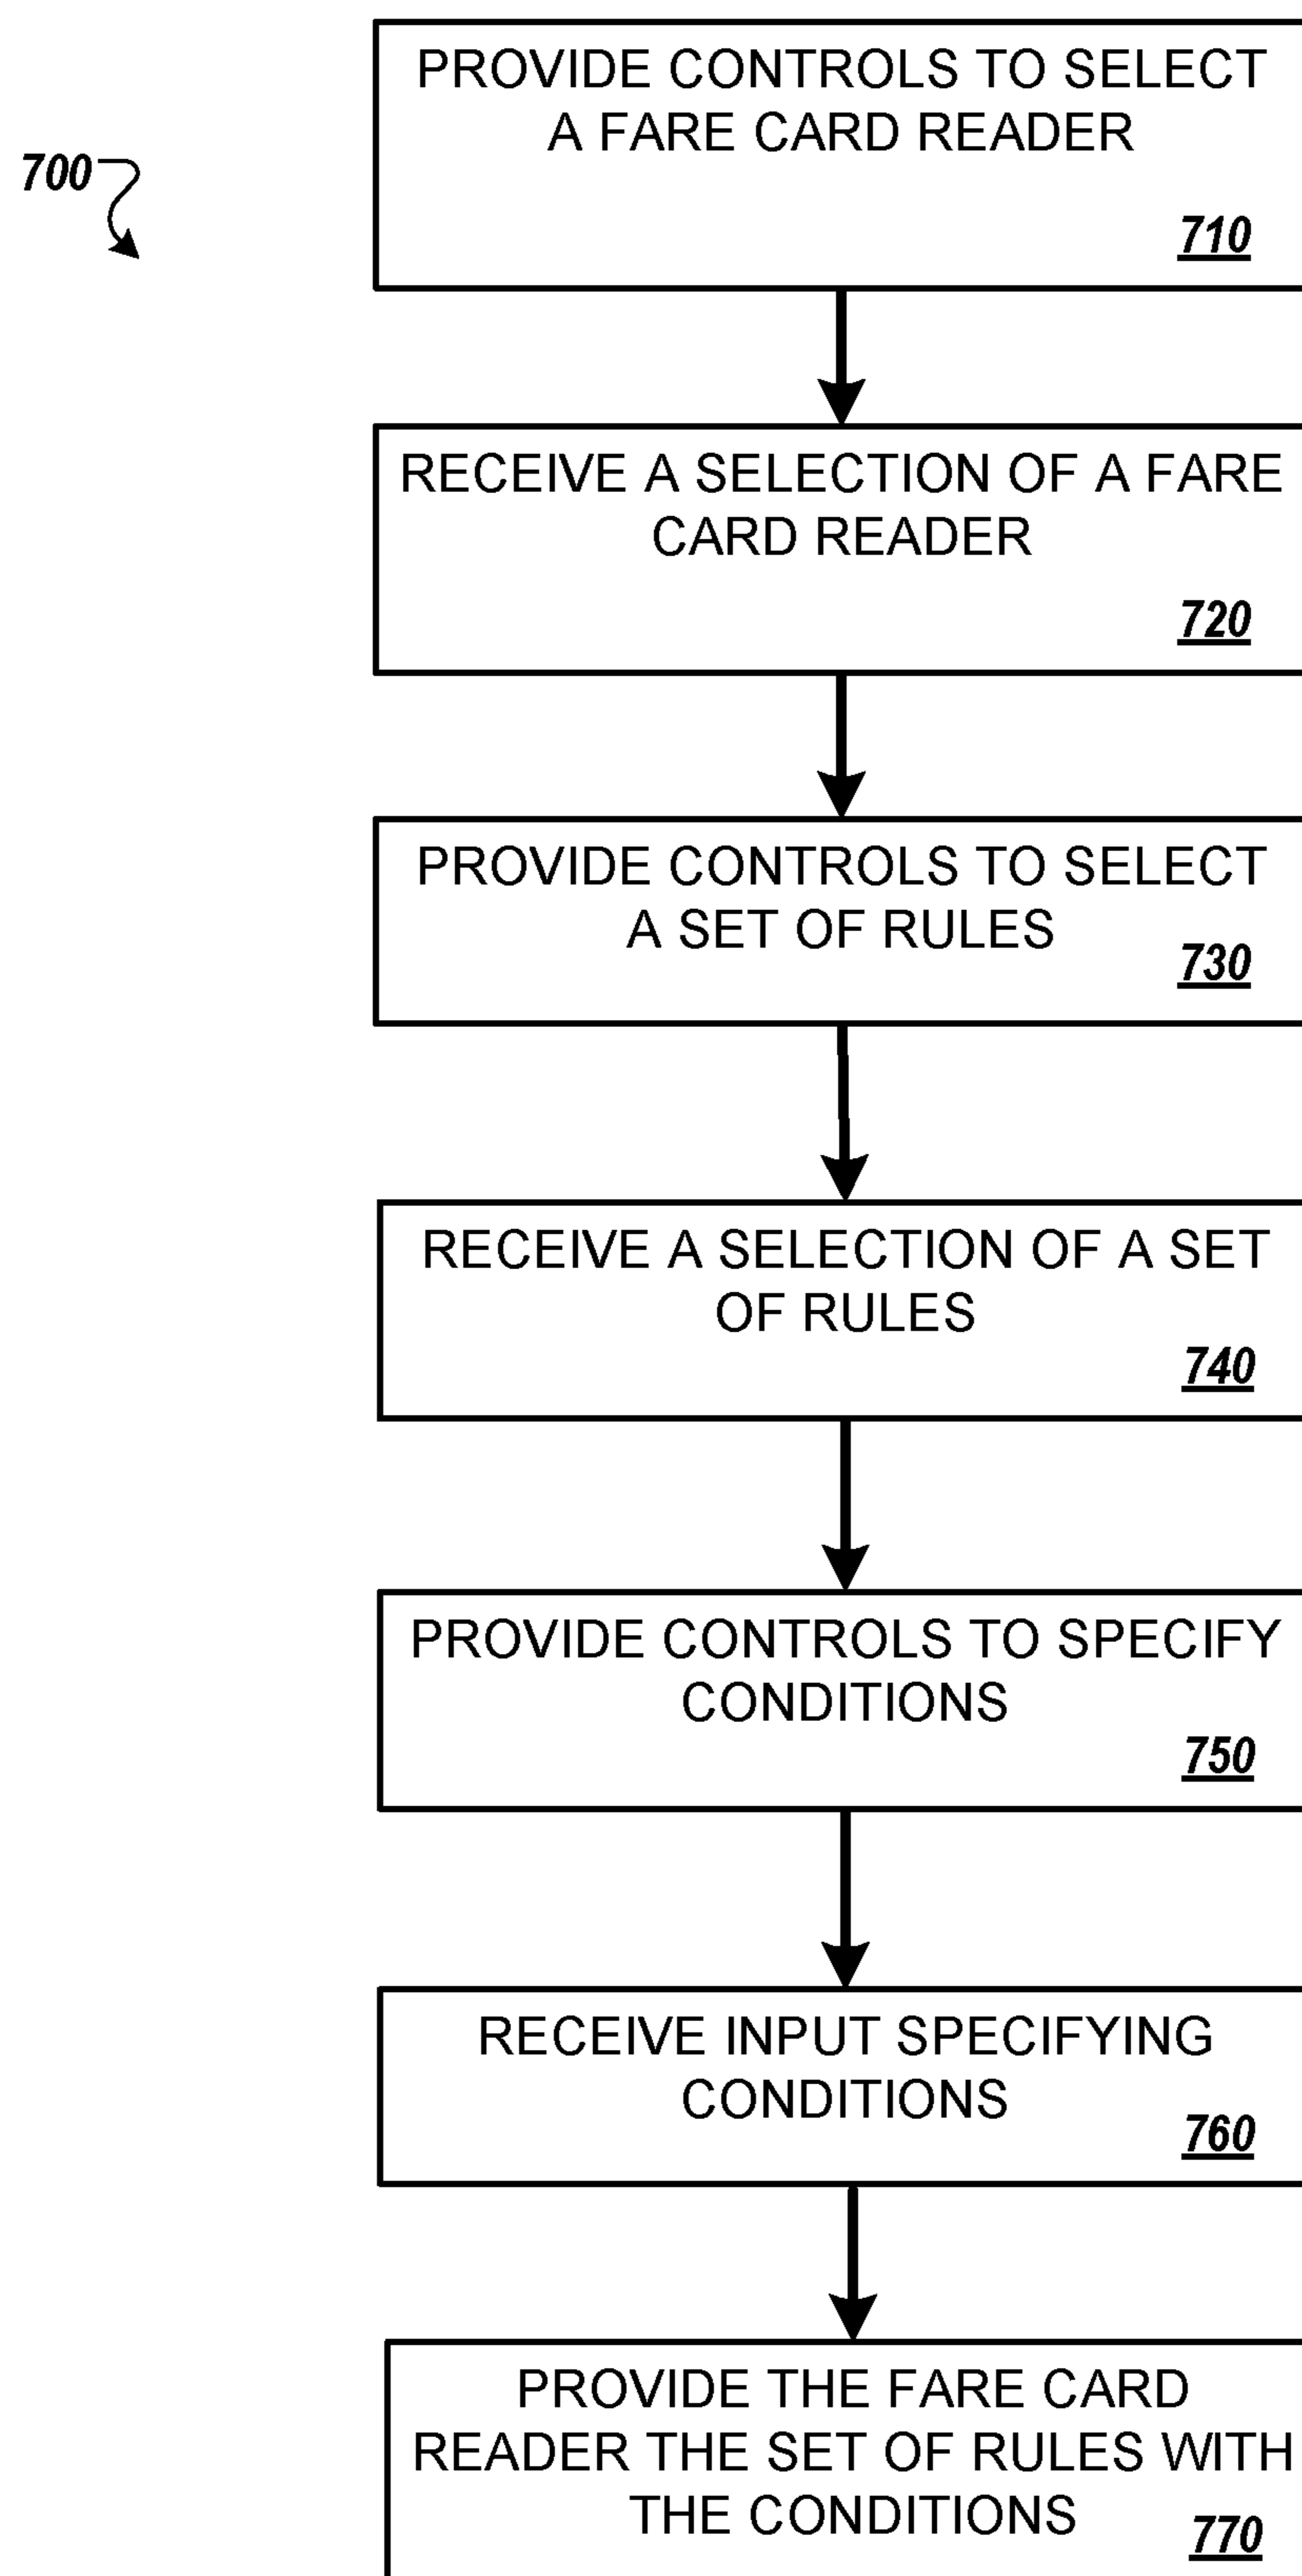 PROVIDE CONTROLS TO SELECT
A FARE CARD READER
700
710
RECEIVE A SELECTION OF A FARE
CARD READER
720
PROVIDE CONTROLS TO SELECT
A SET OF RULES
730
RECEIVE A SELECTION OF A SET
OF RULES
740
PROVIDE CONTROLS TO SPECIFY
CONDITIONS
750
RECEIVE INPUT SPECIFYING
CONDITIONS
760
PROVIDE THE FARE CARD
READER THE SET OF RULES WITH
THE CONDITIONS
770